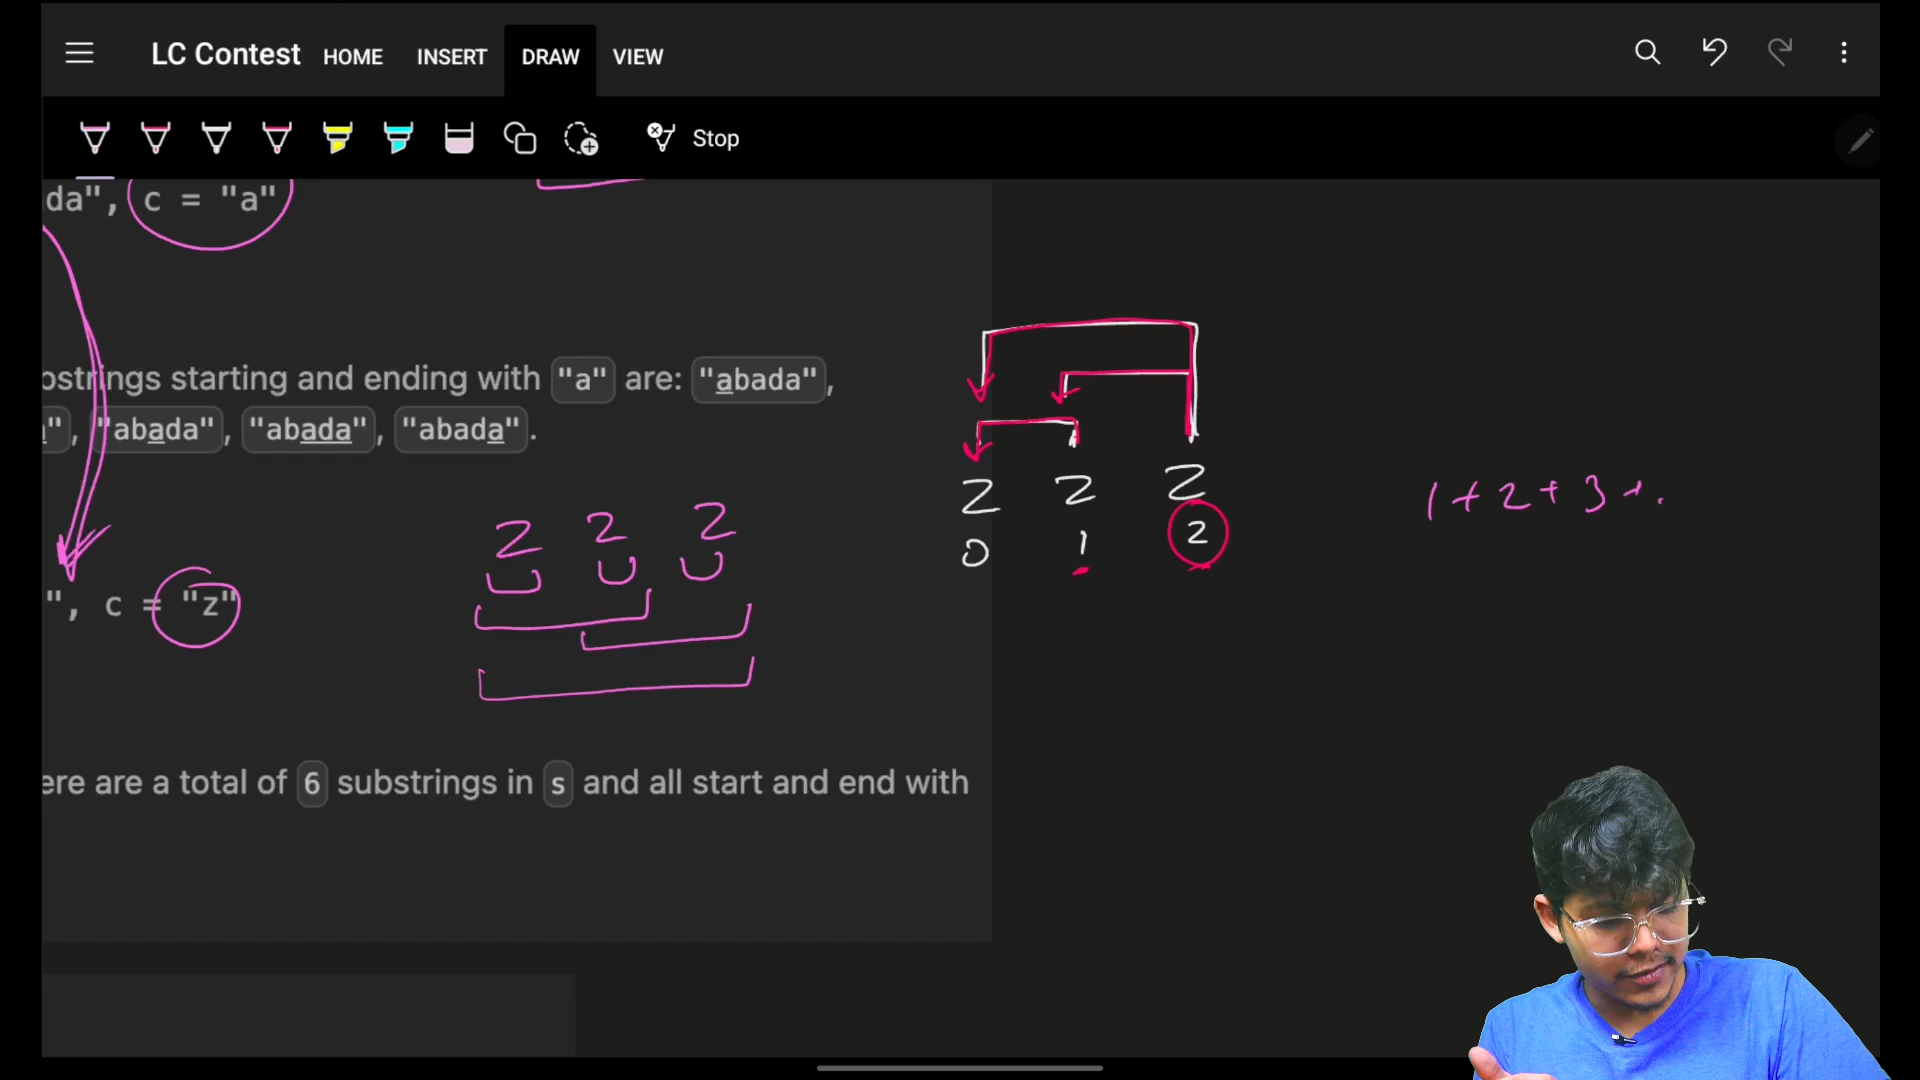 LC Contest HOME INSERT DRAW VIEW
Stop
da", c = "a"
bstrings starting and ending with "a" are: "abada",
", "abada", "abada", "abada".
z z z
z z z
0 1 2
1 + 2 + 3 + .
", c = "z"
ere are a total of 6 substrings in s and all start and end with